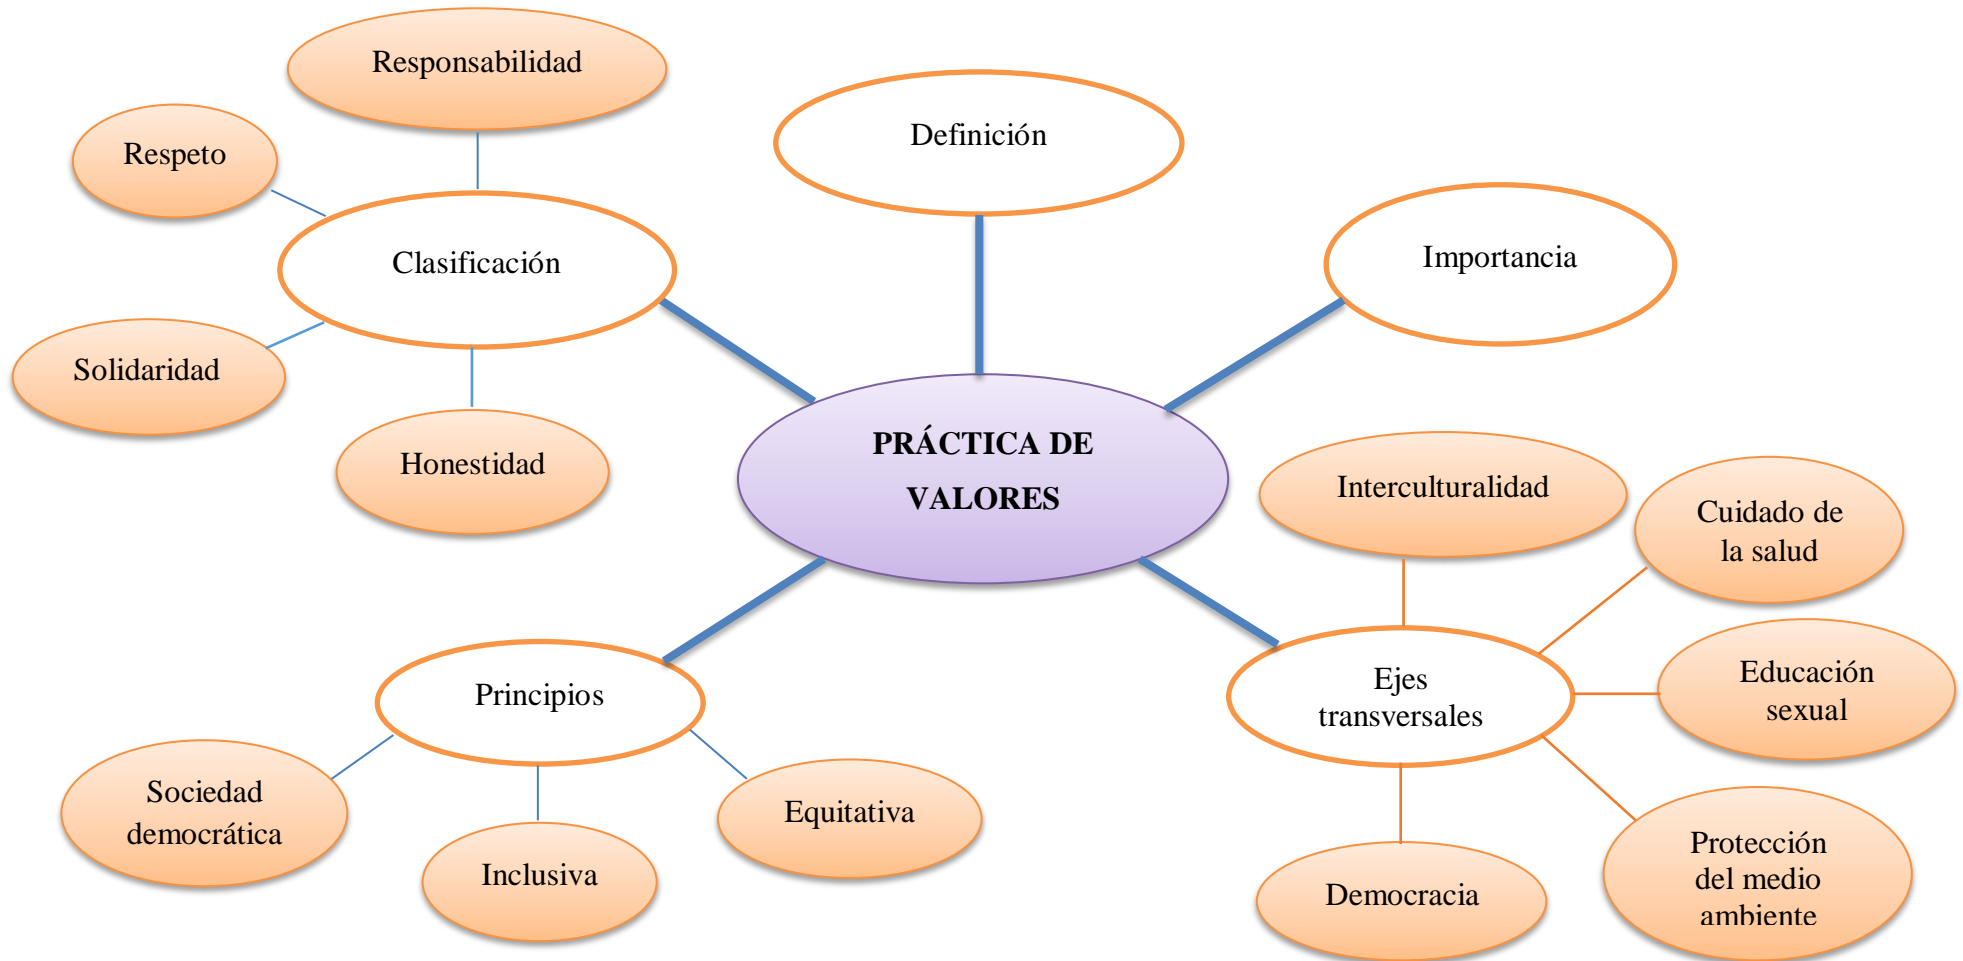 Responsabilidad
Respeto
Clasificación
Solidaridad
Honestidad
Definición
Importancia
PRÁCTICA DE
VALORES
Interculturalidad
Cuidado de
la salud
Educación
sexual
Ejes
transversales
Protección
del medio
ambiente
Democracia
Principios
Sociedad
democrática
Inclusiva
Equitativa